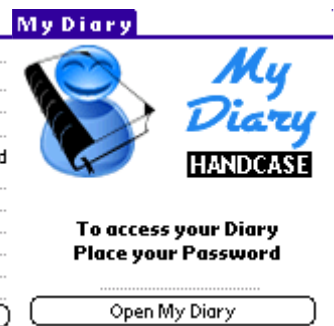 My Diary
My
Diary
HANDCASE
d
To access your Diary
Place your Password
Open My Diary